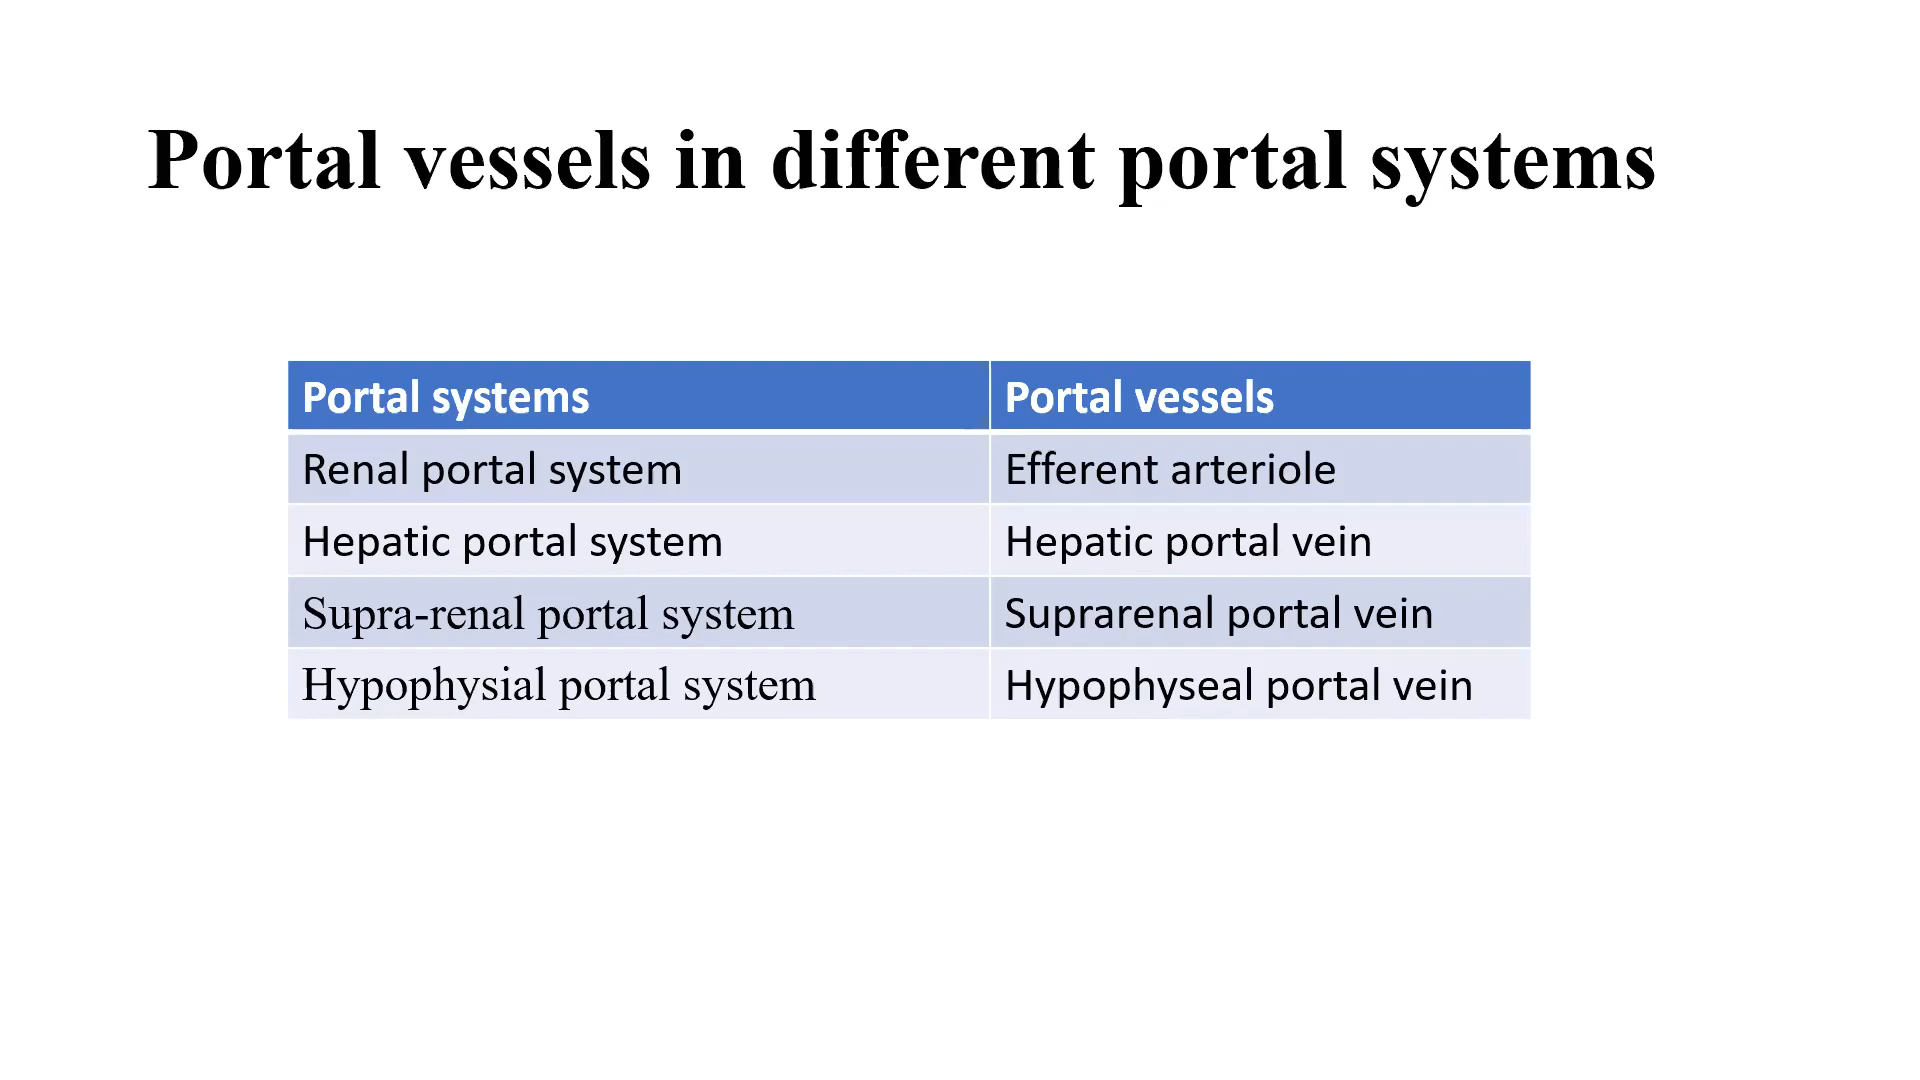 Portal vessels in different portal systems
Portal systems Portal vessels
Renal portal system Efferent arteriole
Hepatic portal system Hepatic portal vein
Supra-renal portal system Suprarenal portal vein
Hypophysial portal system Hypophyseal portal vein